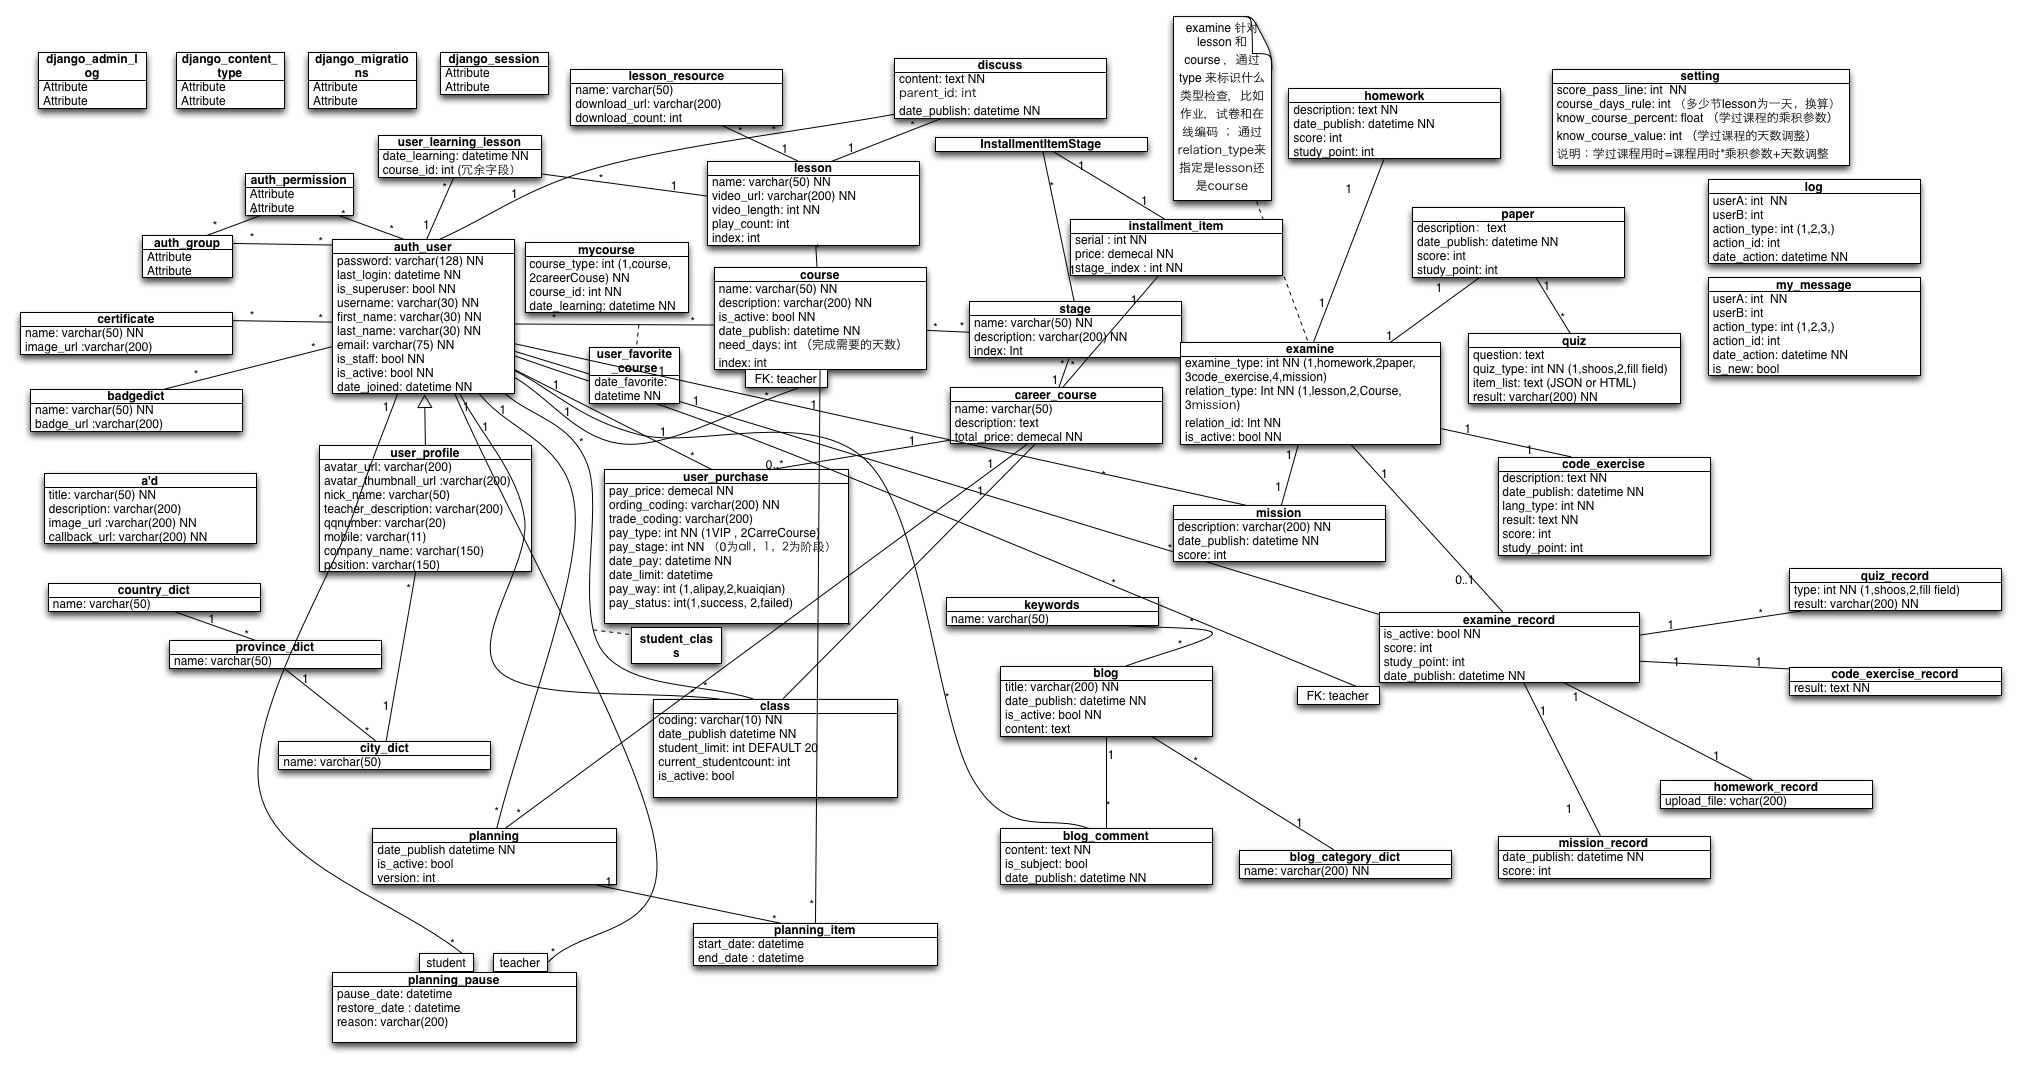 django_admin_l
og
Attribute
Attribute
django_content_
type
Attribute
Attribute
django_migratio
ns
Attribute
Attribute
django_session
Attribute
Attribute
lesson_resource
name: varchar(50)
download_url: varchar(200)
download_count: int
discuss
content: text NN
parent_id: int
date_publish: datetime NN
examine 针对
lesson 和
course ，通过
type 来标识什么
类型检查，比如
作业，试卷和在
线编码 ；通过
relation_type来
指定是lesson还
是course
homework
description: text NN
date_publish: datetime NN
score: int
study_point: int
setting
score_pass_line: int  NN
course_days_rule: int （多少节lesson为一天，换算）
know_course_percent: float （学过课程的乘积参数）
know_course_value: int （学过课程的天数调整）
说明：学过课程用时=课程用时*乘积参数+天数调整
user_learning_lesson
date_learning: datetime NN
course_id: int (冗余字段）
InstallmentItemStage
auth_permission
Attribute
Attribute
lesson
name: varchar(50) NN
video_url: varchar(200) NN
video_length: int NN
play_count: int
index: int
log
userA: int  NN
userB: int
action_type: int (1,2,3,)
action_id: int
date_action: datetime NN
auth_group
Attribute
Attribute
auth_user
password: varchar(128) NN
last_login: datetime NN
is_superuser: bool NN
username: varchar(30) NN
first_name: varchar(30) NN
last_name: varchar(30) NN
email: varchar(75) NN
is_staff: bool NN
is_active: bool NN
date_joined: datetime NN
mycourse
course_type: int (1,course,
2careerCouse) NN
course_id: int NN
date_learning: datetime NN
installment_item
serial : int NN
price: demecal NN
stage_index : int NN
paper
description：text
date_publish: datetime NN
score: int
study_point: int
my_message
userA: int  NN
userB: int
action_type: int (1,2,3,)
action_id: int
date_action: datetime NN
is_new: bool
course
name: varchar(50) NN
description: varchar(200) NN
is_active: bool NN
date_publish: datetime NN
need_days: int （完成需要的天数）
index: int
FK: teacher
stage
name: varchar(50) NN
description: varchar(200) NN
index: Int
certificate
name: varchar(50) NN
image_url :varchar(200)
user_favorite
_course
date_favorite:
datetime NN
examine
examine_type: int NN (1,homework,2paper,
3code_exercise,4,mission)
relation_type: Int NN (1,lesson,2,Course,
3mission)
relation_id: Int NN
is_active: bool NN
quiz
question: text
quiz_type: int NN (1,shoos,2,fill field)
item_list: text (JSON or HTML)
result: varchar(200) NN
badgedict
name: varchar(50) NN
badge_url :varchar(200)
career_course
name: varchar(50)
description: text
total_price: demecal NN
user_profile
avatar_url: varchar(200)
avatar_thumbnall_url :varchar(200)
nick_name: varchar(50)
teacher_description: varchar(200)
qqnumber: varchar(20)
mobile: varchar(11)
company_name: varchar(150)
position: varchar(150)
code_exercise
description: text NN
date_publish: datetime NN
lang_type: int NN
result: text NN
score: int
study_point: int
a'd
title: varchar(50) NN
description: varchar(200)
image_url :varchar(200) NN
callback_url: varchar(200) NN
user_purchase
pay_price: demecal NN
ording_coding: varchar(200) NN
trade_coding: varchar(200)
pay_type: int NN (1VIP , 2CarreCourse)
pay_stage: int NN （0为all， 1， 2为阶段）
date_pay: datetime NN
date_limit: datetime
pay_way: int (1,alipay,2,kuaiqian)
pay_status: int(1,success, 2,failed)
mission
description: varchar(200) NN
date_publish: datetime NN
score: int
country_dict
name: varchar(50)
quiz_record
type: int NN (1,shoos,2,fill field)
result: varchar(200) NN
keywords
name: varchar(50)
examine_record
is_active: bool NN
score: int
study_point: int
date_publish: datetime NN
FK: teacher
student_clas
s
province_dict
name: varchar(50)
blog
title: varchar(200) NN
date_publish: datetime NN
is_active: bool NN
content: text
code_exercise_record
result: text NN
class
coding: varchar(10) NN
date_publish datetime NN
student_limit: int DEFAULT 20
current_studentcount: int
is_active: bool
city_dict
name: varchar(50)
homework_record
upload_file: vchar(200)
planning
date_publish datetime NN
is_active: bool
version: int
blog_comment
content: text NN
is_subject: bool
date_publish: datetime NN
blog_category_dict
name: varchar(200) NN
mission_record
date_publish: datetime NN
score: int
planning_item
start_date: datetime
end_date : datetime
student
teacher
planning_pause
pause_date: datetime
restore_date : datetime
reason: varchar(200)
0..*
0..1